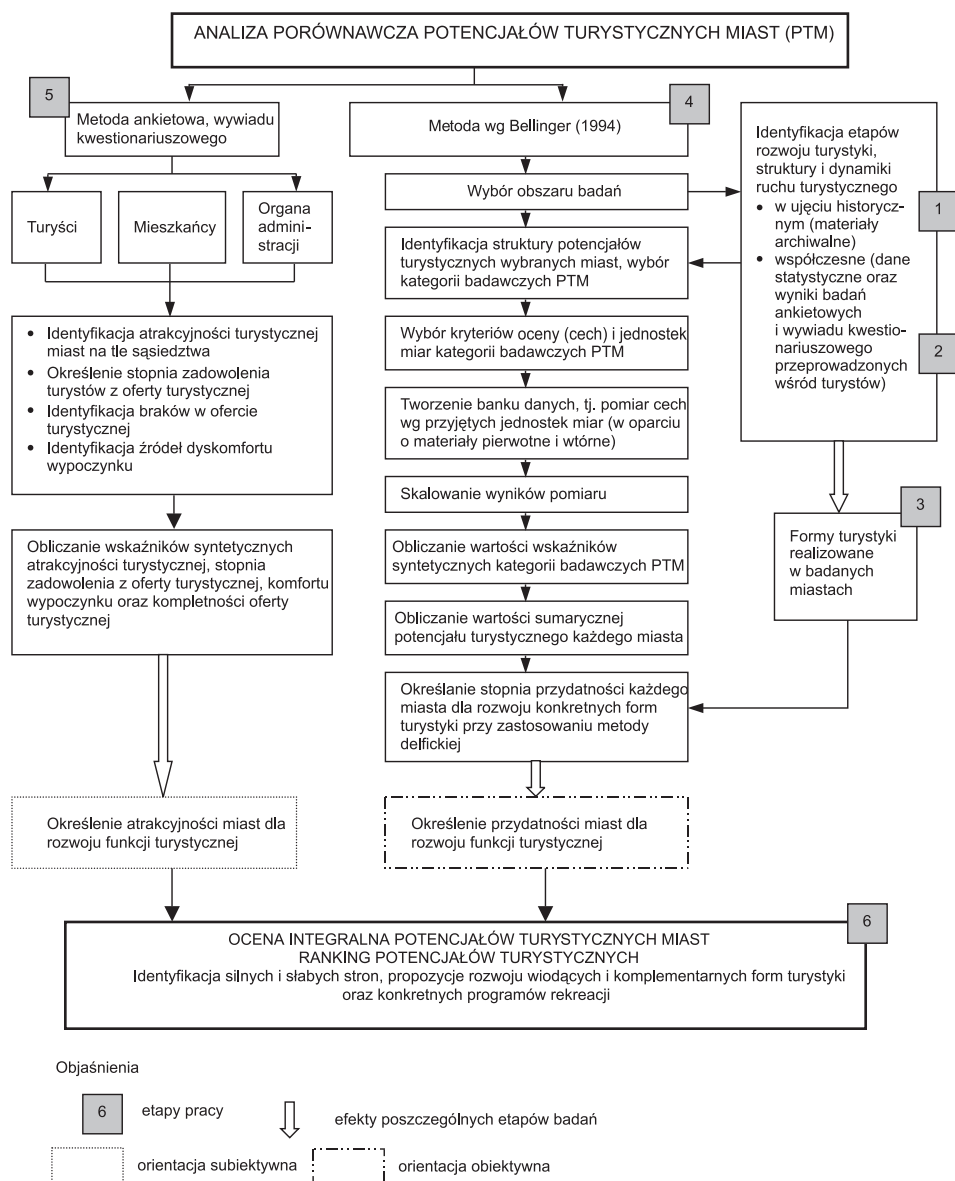 ANALIZA PORÓWNAWCZA POTENCJAŁÓW TURYSTYCZNYCH MIAST (PTM)
5
Metoda ankietowa, wywiadu
kwestionariuszowego
Turyści
Mieszkańcy
Organa
admini-
stracji
• Identyfikacja atrakcyjności turystycznej
miast na tle sąsiedztwa
• Określenie stopnia zadowolenia
turystów z oferty turystycznej
• Identyfikacja braków w ofercie
turystycznej
• Identyfikacja źródeł dyskomfortu
wypoczynku
Obliczanie wskaźników syntetycznych
atrakcyjności turystycznej, stopnia
zadowolenia z oferty turystycznej, komfortu
wypoczynku oraz kompletności oferty
turystycznej
Określenie atrakcyjności miast dla
rozwoju funkcji turystycznej
4
Metoda wg Bellinger (1994)
Wybór obszaru badań
Identyfikacja struktury potencjałów
turystycznych wybranych miast, wybór
kategorii badawczych PTM
Wybór kryteriów oceny (cech) i jednostek
miar kategorii badawczych PTM
Tworzenie banku danych, tj. pomiar cech
wg przyjętych jednostek miar (w oparciu
o materiały pierwotne i wtórne)
Skalowanie wyników pomiaru
Obliczanie wartości wskaźników
syntetycznych kategorii badawczych PTM
Obliczanie wartości sumarycznej
potencjału turystycznego każdego miasta
Określanie stopnia przydatności każdego
miasta dla rozwoju konkretnych form
turystyki przy zastosowaniu metody
delfickiej
Określenie przydatności miast dla
rozwoju funkcji turystycznej
Identyfikacja etapów
rozwoju turystyki,
struktury i dynamiki
ruchu turystycznego
• w ujęciu historycz-
nym (materiały
archiwalne)
• współczesne (dane
statystyczne oraz
wyniki badań
ankietowych
i wywiadu kwestio-
nariuszowego
przeprowadzonych
wśród turystów)
1
2
3
Formy turystyki
realizowane
w badanych
miastach
6
OCENA INTEGRALNA POTENCJAŁÓW TURYSTYCZNYCH MIAST
RANKING POTENCJAŁÓW TURYSTYCZNYCH
Identyfikacja silnych i słabych stron, propozycje rozwoju wiodących i komplementarnych form turystyki
oraz konkretnych programów rekreacji
Objaśnienia
6 etapy pracy
efekty poszczególnych etapów badań
orientacja subiektywna
orientacja obiektywna